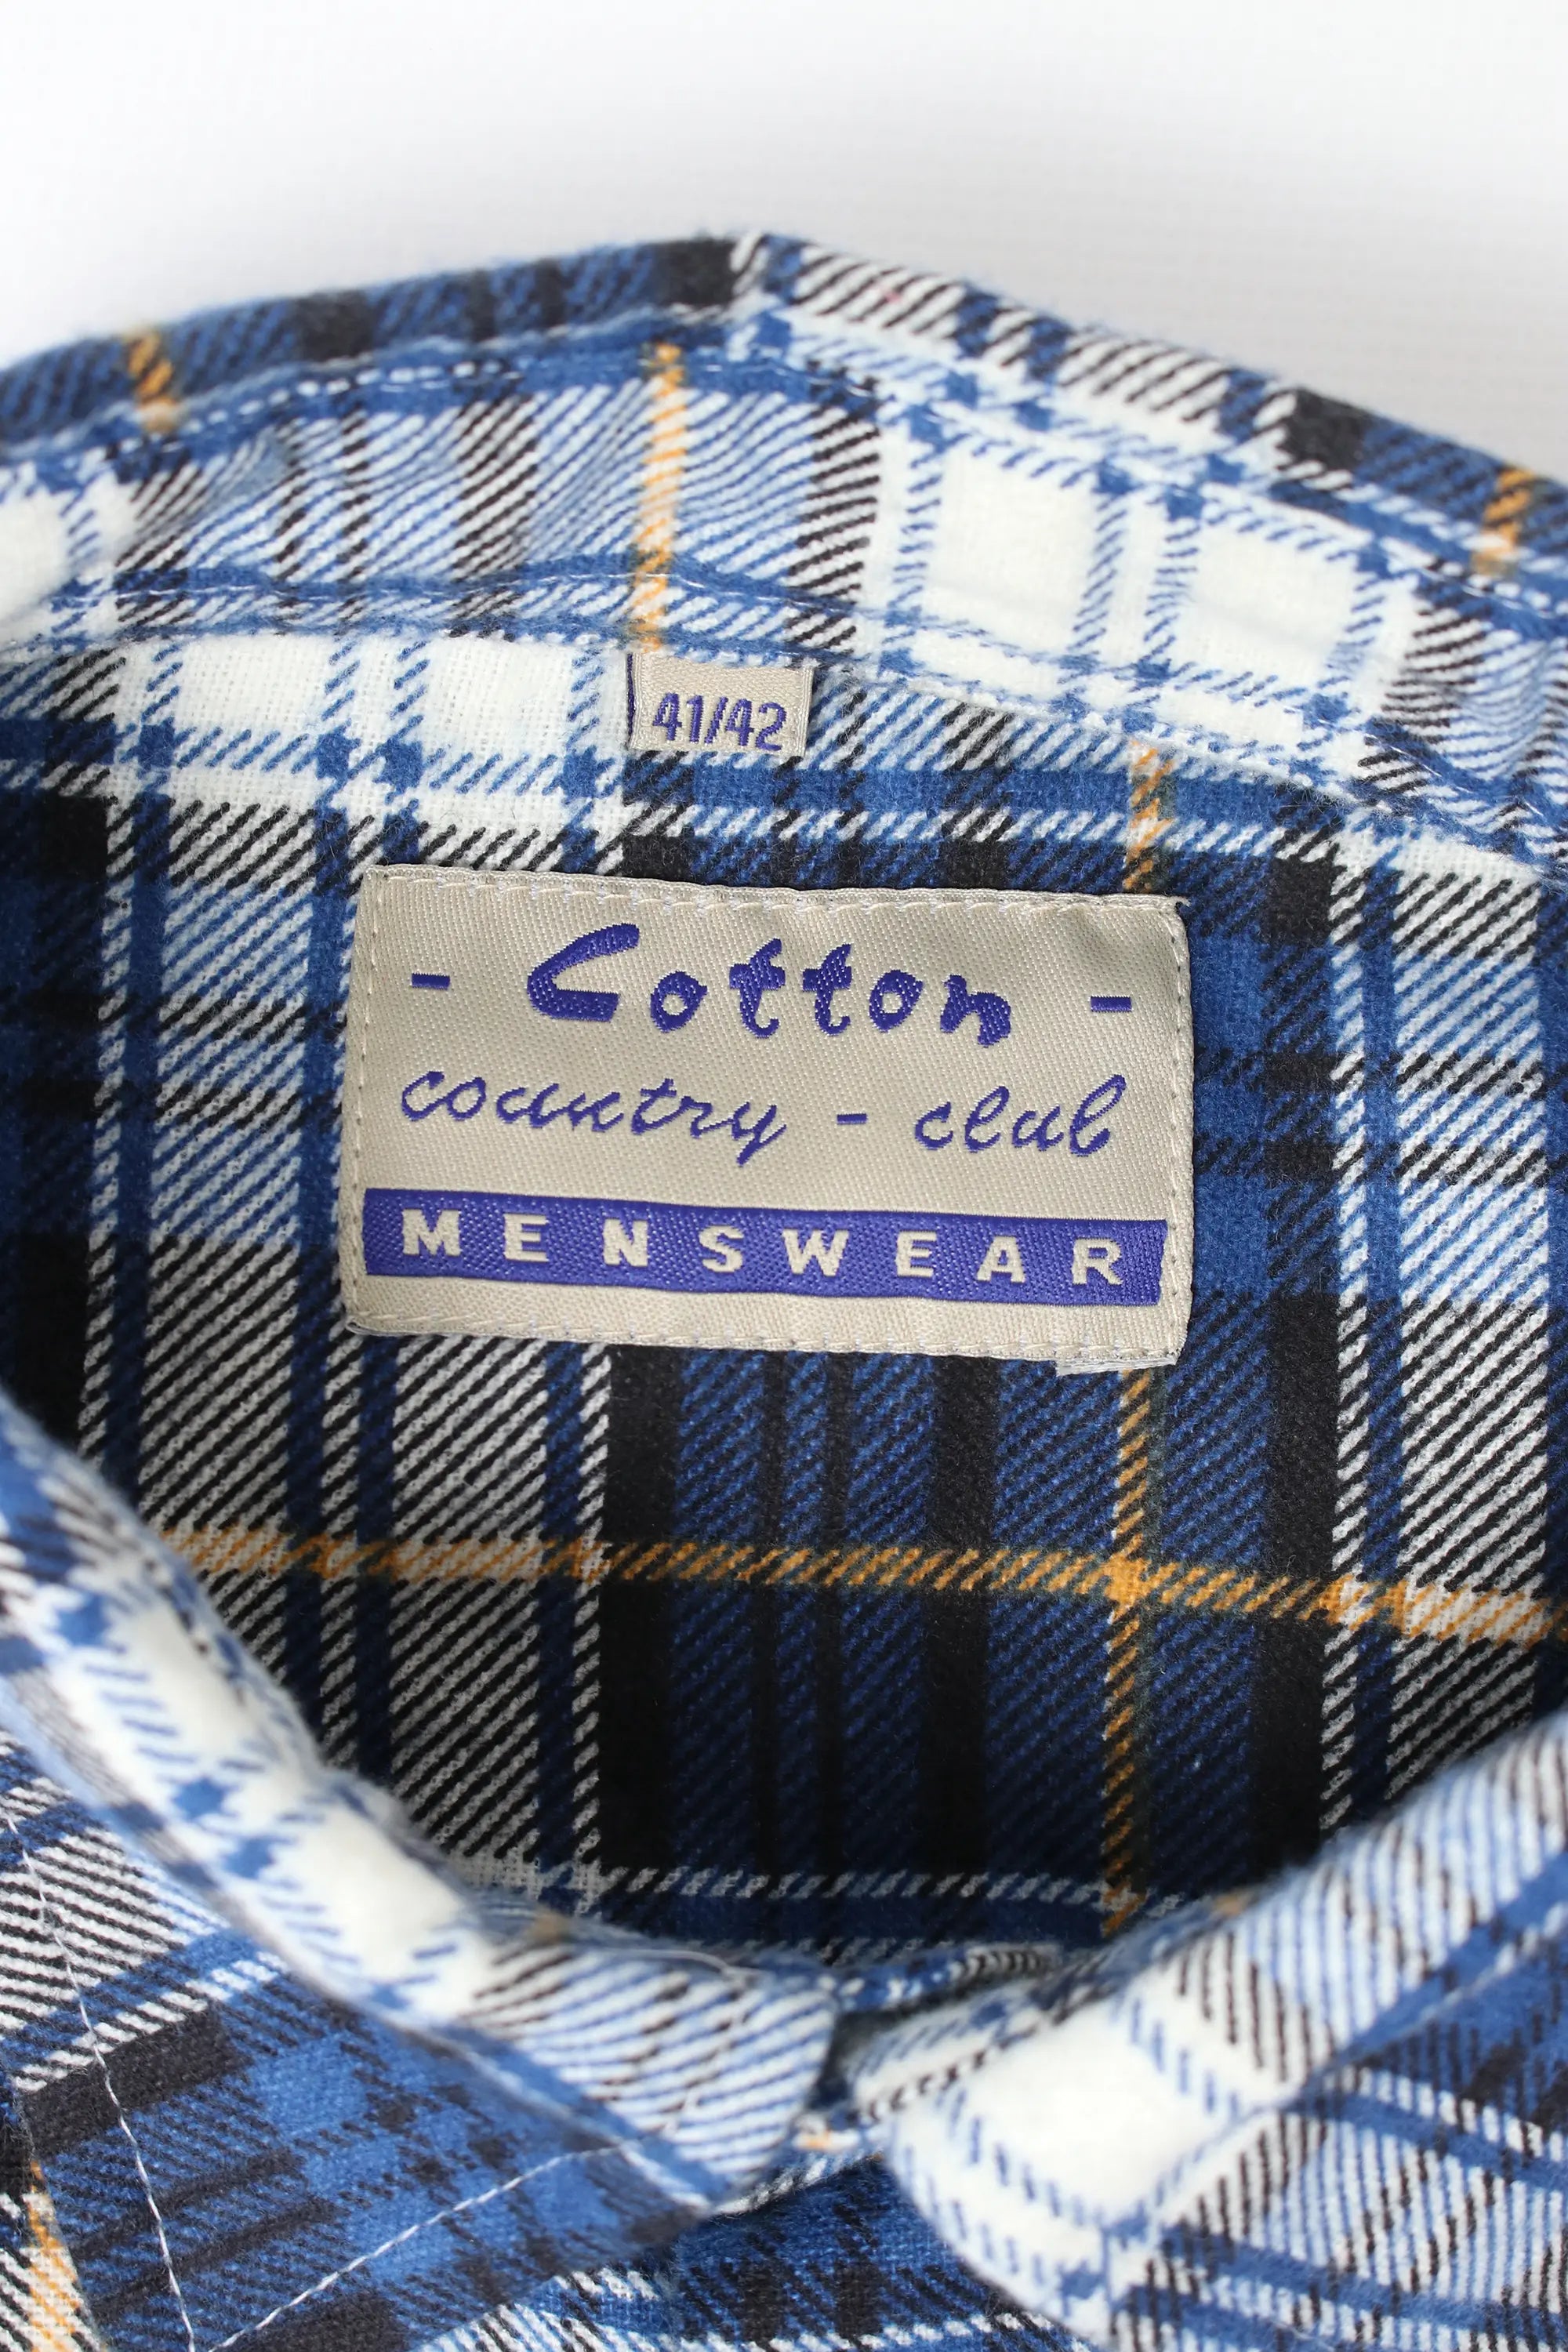 41/42
- Cotton -
country - club
MENSWEAR